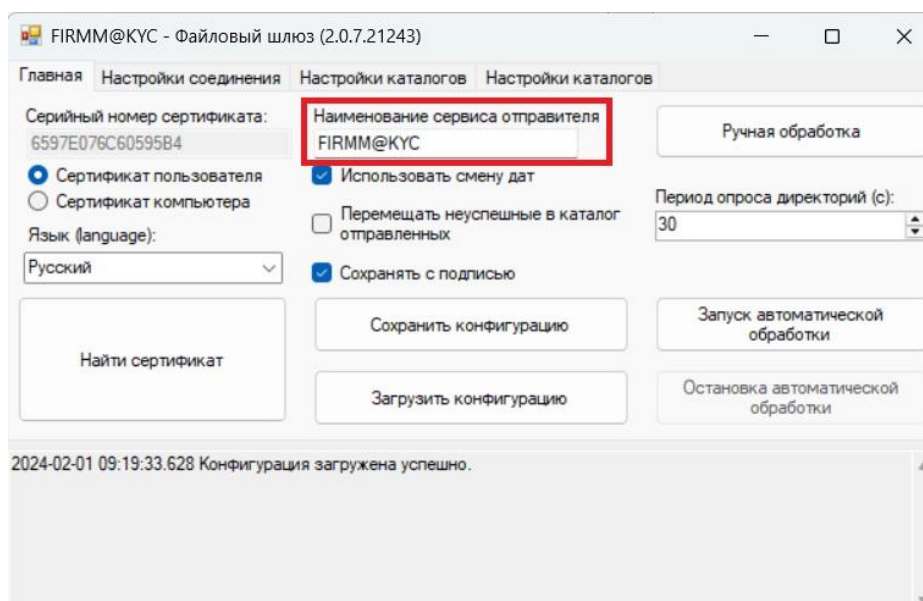 FIRMM@KYC - Файловый шлюз (2.0.7.21243)
Главная Настройки соединения Настройки каталогов Настройки каталогов
Серийный номер сертификата:
6597E076C60595B4
Сертификат пользователя
Сертификат компьютера
Язык (language):
Русский
Найти сертификат
Наименование сервиса отправителя
FIRMM@KYC
Использовать смену дат
Перемещать неуспешные в каталог
отправленных
Сохранять с подписью
Сохранить конфигурацию
Загрузить конфигурацию
Ручная обработка
Период опроса директорий (с):
30
Запуск автоматической
обработки
Остановка автоматической
обработки
2024-02-01 09:19:33.628 Конфигурация загружена успешно.